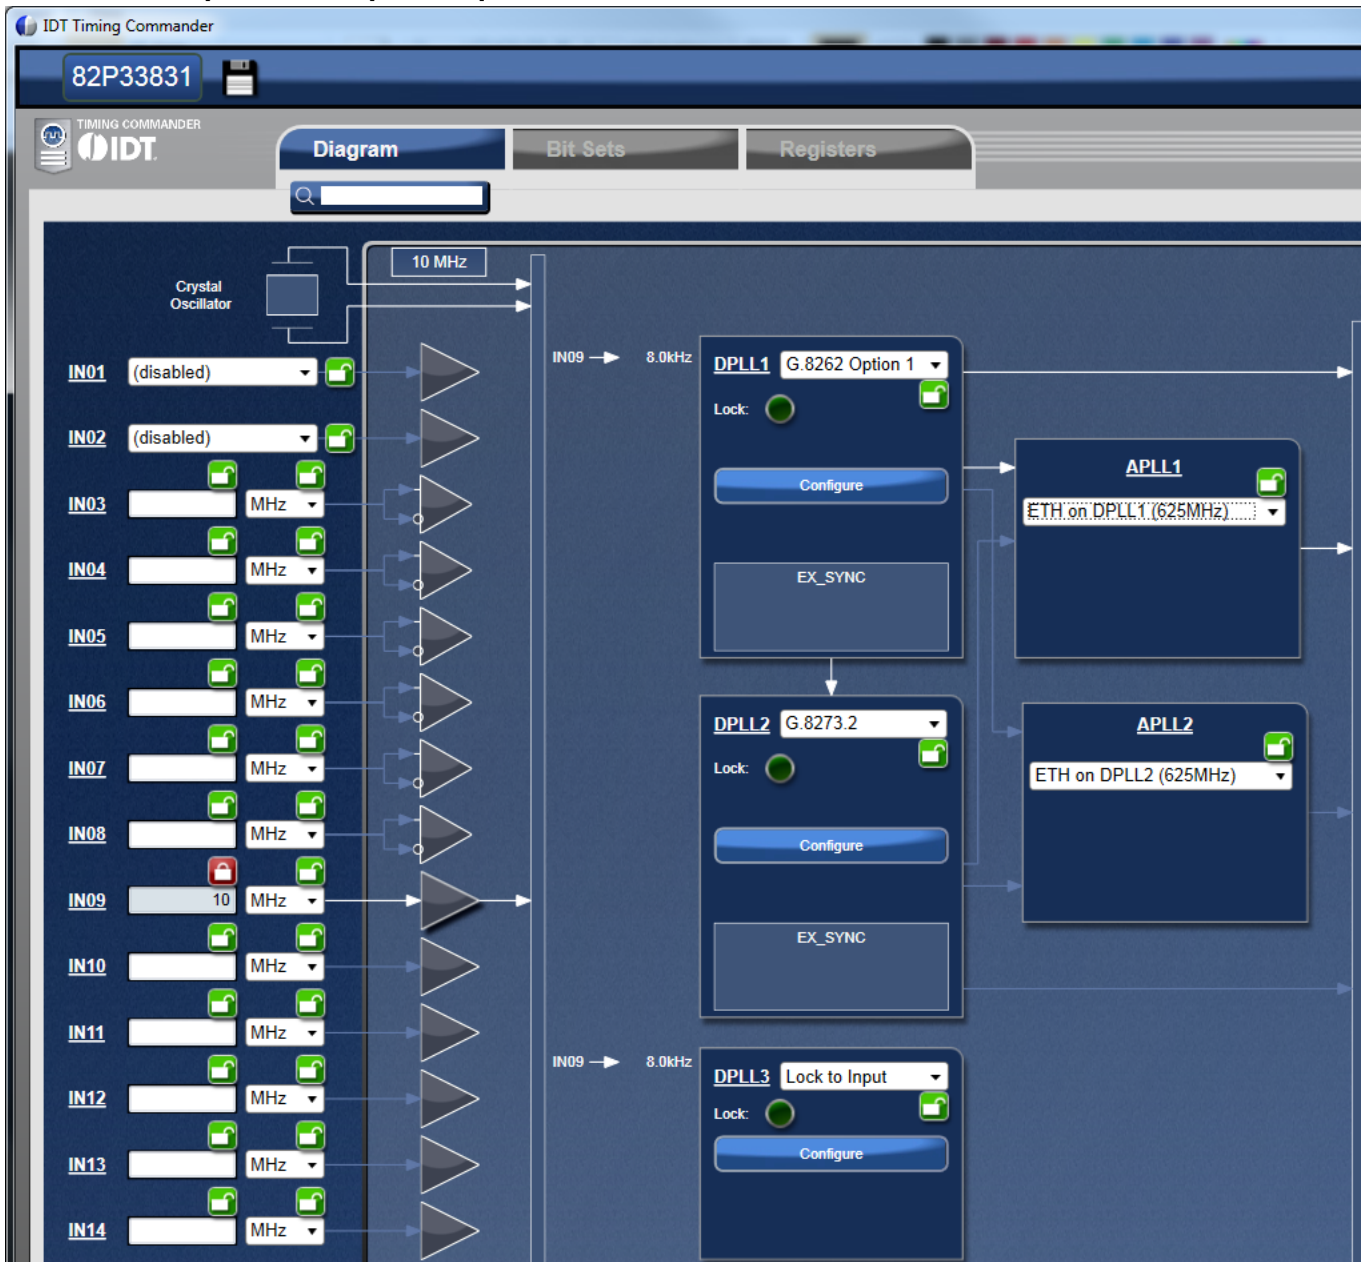 IDT Timing Commander
82P33831
TIMING COMMANDER
IDT.
Diagram
Bit Sets
Registers
10 MHz
Crystal
Oscillator
IN01 (disabled)
IN02 (disabled)
IN03 MHz
IN04 MHz
IN05 MHz
IN06 MHz
IN07 MHz
IN08 MHz
IN09 10 MHz
IN10 MHz
IN11 MHz
IN12 MHz
IN13 MHz
IN14 MHz
IN09 8.0kHz
DPLL1 G.8262 Option 1
Lock:
Configure
EX_SYNC
APLL1
ETH on DPLL1 (625MHz)
DPLL2 G.8273.2
Lock:
Configure
EX_SYNC
APLL2
ETH on DPLL2 (625MHz)
IN09 8.0kHz
DPLL3 Lock to Input
Lock:
Configure